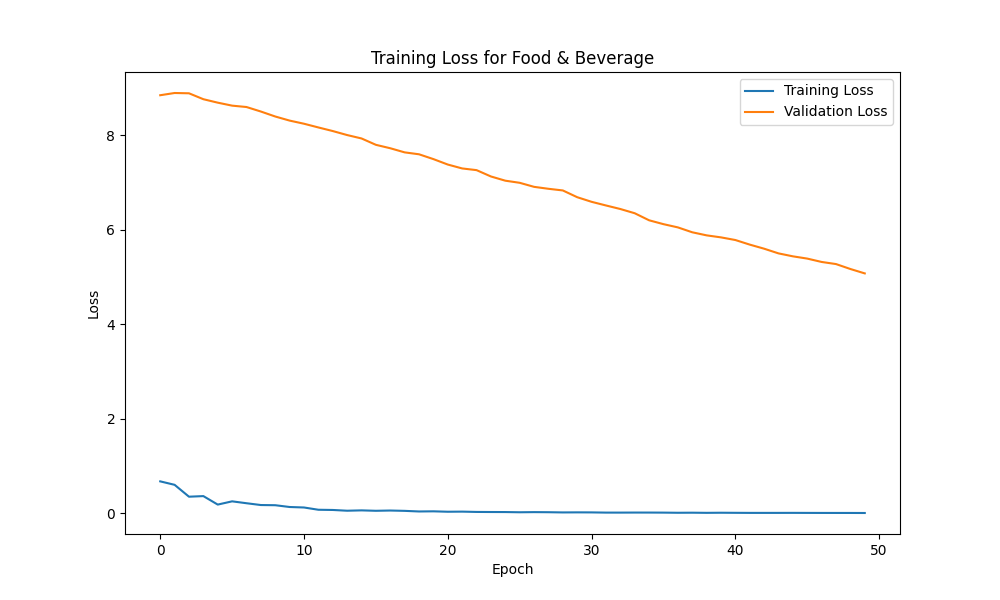 Training Loss for Food & Beverage
Training Loss
Validation Loss
8
6
4
2
0
Loss
0 10 20 30 40 50
Epoch